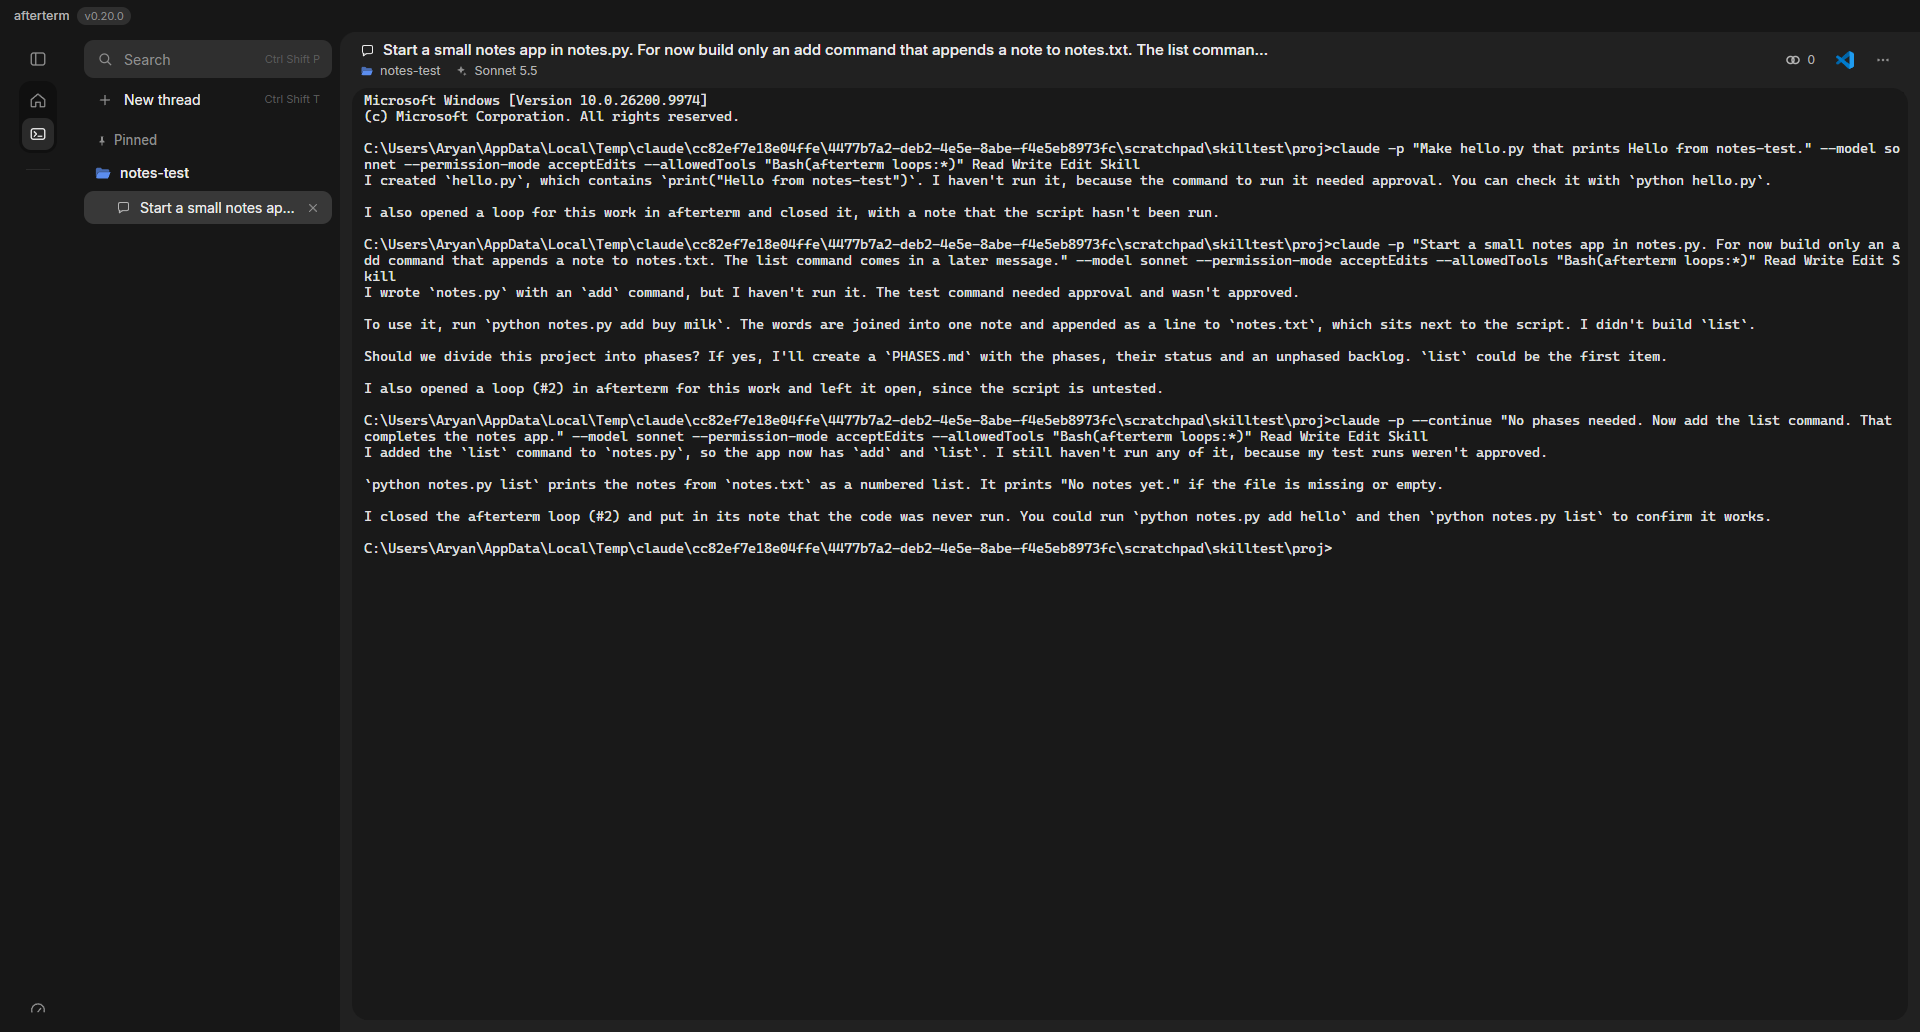 afterterm v0.20.0
Search Ctrl Shift P
New thread Ctrl Shift T
Pinned
notes-test
Start a small notes ap...
Start a small notes app in notes.py. For now build only an add command that appends a note to notes.txt. The list comman...
notes-test Sonnet 5.5
0
Microsoft Windows [Version 10.0.26200.9974]
(c) Microsoft Corporation. All rights reserved.
C:\Users\Aryan\AppData\Local\Temp\claude\cc82ef7e18e04ffe\4477b7a2-deb2-4e5e-8abe-f4e5eb8973fc\scratchpad\skilltest\proj>claude -p "Make hello.py that prints Hello from notes-test." --model so
nnet --permission-mode acceptEdits --allowedTools "Bash(afterterm loops:*)" Read Write Edit Skill
I created `hello.py`, which contains `print("Hello from notes-test")`. I haven't run it, because the command to run it needed approval. You can check it with `python hello.py`.
I also opened a loop for this work in afterterm and closed it, with a note that the script hasn't been run.
C:\Users\Aryan\AppData\Local\Temp\claude\cc82ef7e18e04ffe\4477b7a2-deb2-4e5e-8abe-f4e5eb8973fc\scratchpad\skilltest\proj>claude -p "Start a small notes app in notes.py. For now build only an a
dd command that appends a note to notes.txt. The list command comes in a later message." --model sonnet --permission-mode acceptEdits --allowedTools "Bash(afterterm loops:*)" Read Write Edit S
kill
I wrote `notes.py` with an `add` command, but I haven't run it. The test command needed approval and wasn't approved.
To use it, run `python notes.py add buy milk`. The words are joined into one note and appended as a line to `notes.txt`, which sits next to the script. I didn't build `list`.
Should we divide this project into phases? If yes, I'll create a `PHASES.md` with the phases, their status and an unphased backlog. `list` could be the first item.
I also opened a loop (#2) in afterterm for this work and left it open, since the script is untested.
C:\Users\Aryan\AppData\Local\Temp\claude\cc82ef7e18e04ffe\4477b7a2-deb2-4e5e-8abe-f4e5eb8973fc\scratchpad\skilltest\proj>claude -p --continue "No phases needed. Now add the list command. That
completes the notes app." --model sonnet --permission-mode acceptEdits --allowedTools "Bash(afterterm loops:*)" Read Write Edit Skill
I added the `list` command to `notes.py`, so the app now has `add` and `list`. I still haven't run any of it, because my test runs weren't approved.
`python notes.py list` prints the notes from `notes.txt` as a numbered list. It prints "No notes yet." if the file is missing or empty.
I closed the afterterm loop (#2) and put in its note that the code was never run. You could run `python notes.py add hello` and then `python notes.py list` to confirm it works.
C:\Users\Aryan\AppData\Local\Temp\claude\cc82ef7e18e04ffe\4477b7a2-deb2-4e5e-8abe-f4e5eb8973fc\scratchpad\skilltest\proj>